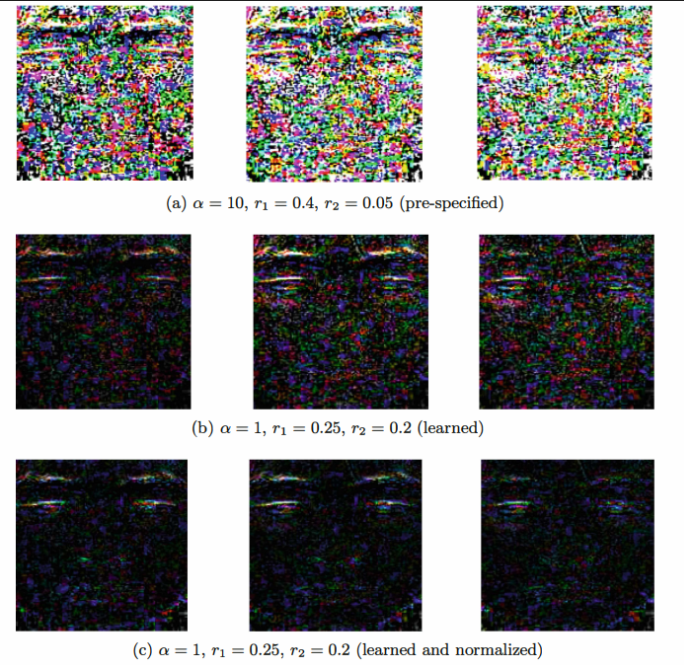 (a) α = 10, r₁ = 0.4, r₂ = 0.05 (pre-specified)
(b) α = 1, r₁ = 0.25, r₂ = 0.2 (learned)
(c) α = 1, r₁ = 0.25, r₂ = 0.2 (learned and normalized)